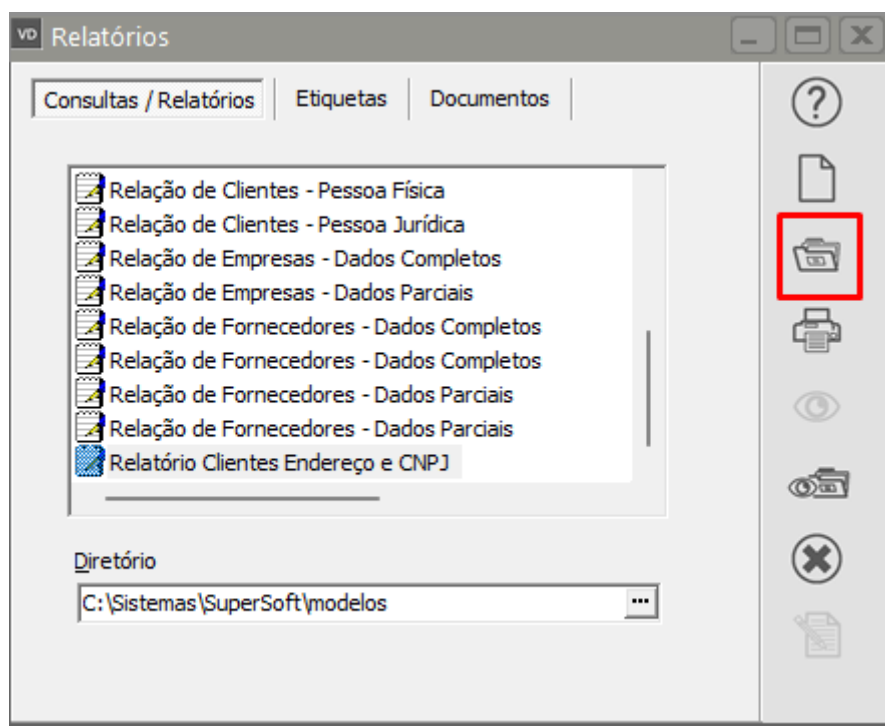 VD Relatórios
Consultas / Relatórios Etiquetas Documentos
Relação de Clientes - Pessoa Física
Relação de Clientes - Pessoa Jurídica
Relação de Empresas - Dados Completos
Relação de Empresas - Dados Parciais
Relação de Fornecedores - Dados Completos
Relação de Fornecedores - Dados Completos
Relação de Fornecedores - Dados Parciais
Relação de Fornecedores - Dados Parciais
Relatório Clientes Endereço e CNPJ
Diretório
C:\Sistemas\SuperSoft\modelos ...